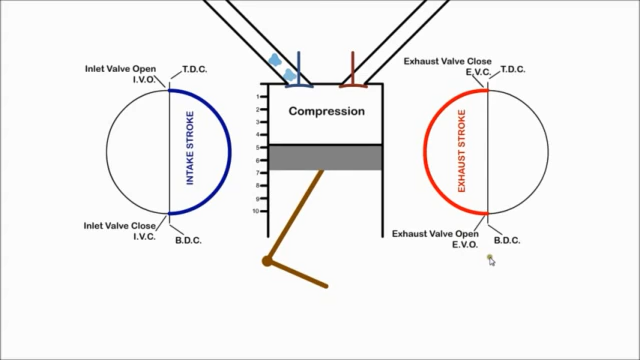 Inlet Valve Open
I.V.O.
T.D.C.
INTAKE STROKE
Inlet Valve Close
I.V.C.
B.D.C.
Compression
1
2
3
4
5
6
7
8
9
10
Exhaust Valve Close
E.V.C.
T.D.C.
EXHAUST STROKE
Exhaust Valve Open
E.V.O.
B.D.C.